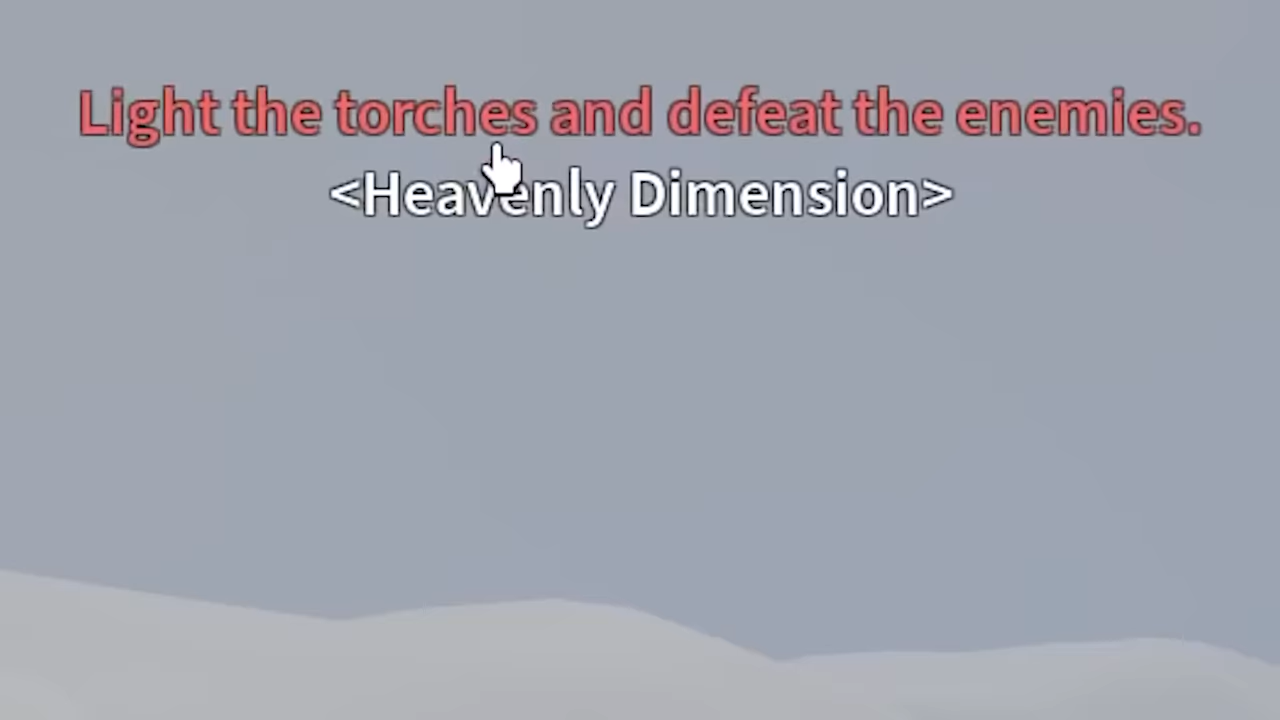 Light the torches and defeat the enemies.
<Heavenly Dimension>